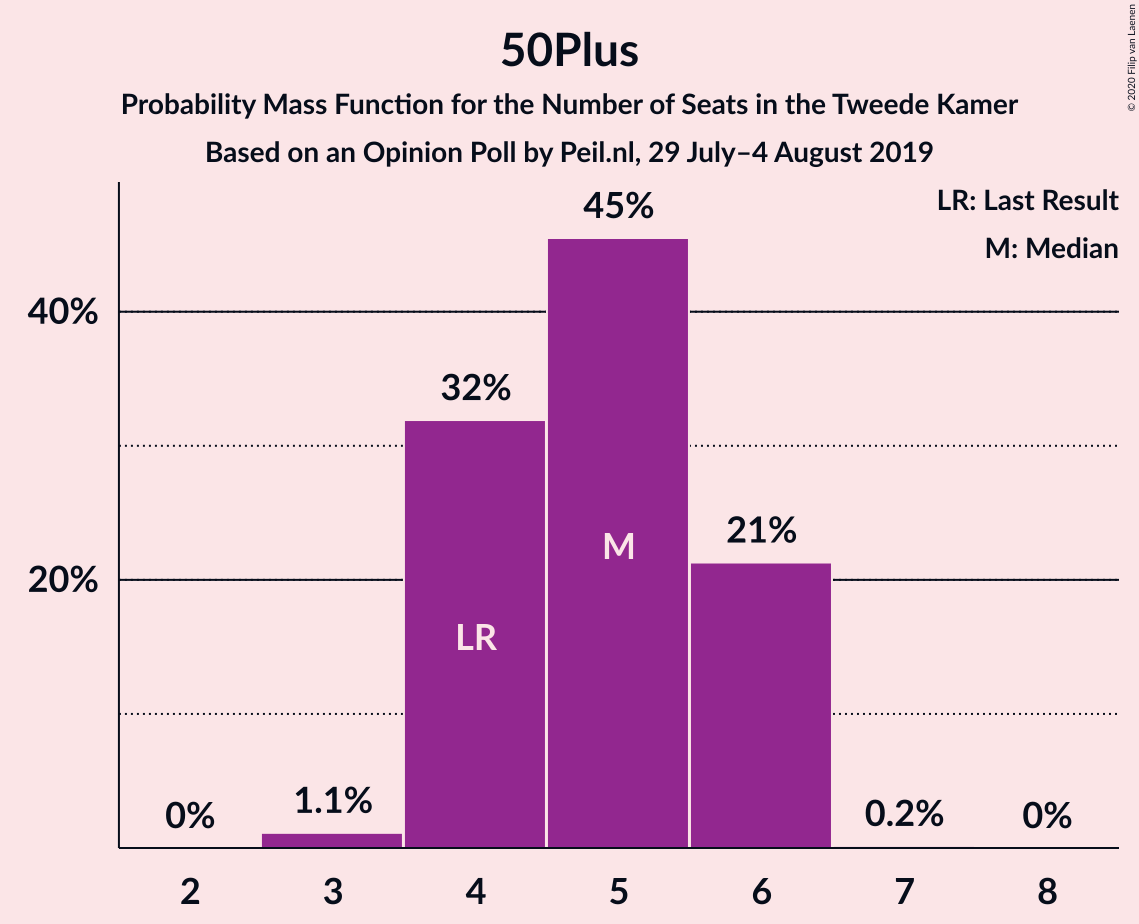 50Plus
Probability Mass Function for the Number of Seats in the Tweede Kamer
Based on an Opinion Poll by Peil.nl, 29 July–4 August 2019
© 2020 Filip van Laenen
LR: Last Result
M: Median
40%
20%
0%
1.1%
32%
45%
21%
0.2%
0%
LR
M
2 3 4 5 6 7 8